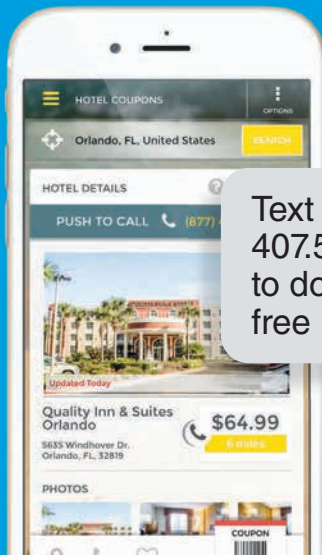 HOTEL COUPONS
OPTIONS
Orlando, FL, United States
SEARCH
HOTEL DETAILS
PUSH TO CALL (877)
Text
407.5
to do
free
Updated Today
Quality Inn & Suites
Orlando
$64.99
5635 Windhover Dr.
Orlando, FL, 32819
6 miles
PHOTOS
COUPON